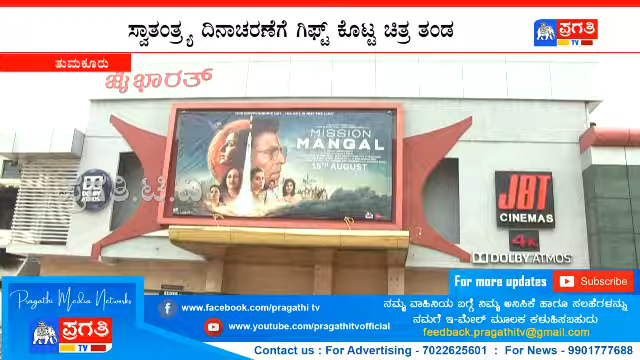 ಸ್ವಾತಂತ್ರ್ಯ ದಿನಾಚರಣೆಗೆ ಗಿಫ್ಟ್ ಕೊಟ್ಟ ಚಿತ್ರ ತಂಡ
ಪ್ರಗತಿ
TV
ತುಮಕೂರು
ಜೈಭಾರತ್
MISSION
MANGAL
15TH AUGUST
ಪ್ರಗತಿ.ಟಿ.ವಿ
JBT
CINEMAS
4K
DOLBY ATMOS
For more updates
Subscribe
Pragathi Media Networks
ಪ್ರಗತಿ
TV
www.facebook.com/pragathi tv
www.youtube.com/pragathitvofficial
ನಮ್ಮ ವಾಹಿನಿಯ ಬಗ್ಗೆ ನಿಮ್ಮ ಅನಿಸಿಕೆ ಹಾಗೂ ಸಲಹೆಗಳನ್ನು
ನಮಗೆ ಇ-ಮೇಲ್ ಮೂಲಕ ಕಳುಹಿಸಬಹುದು
feedback.pragathitv@gmail.com
Contact us : For Advertising - 7022625601 : For News - 9901777688